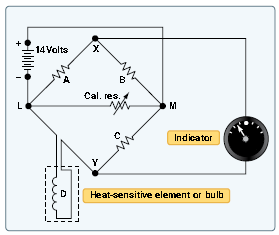 +
14 Volts
−
X
A
B
Cal. res.
L
M
C
Indicator
Y
D
Heat-sensitive element or bulb